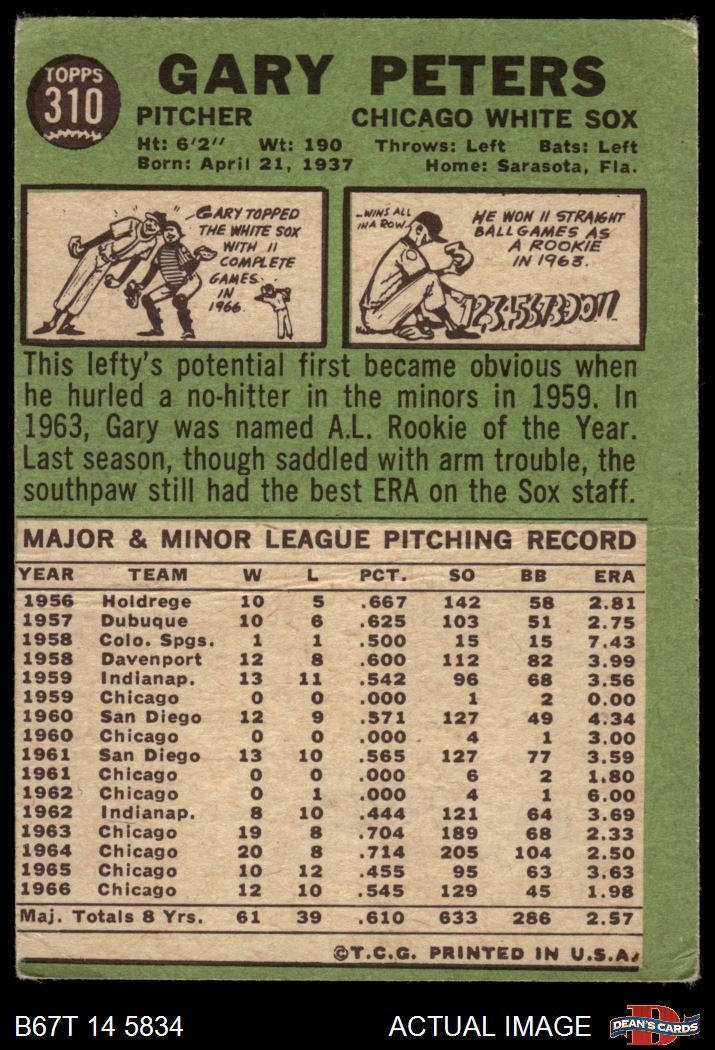 TOPPS
310
GARY PETERS
PITCHER CHICAGO WHITE SOX
Ht: 6'2" Wt: 190 Throws: Left Bats: Left
Born: April 21, 1937 Home: Sarasota, Fla.
GARY TOPPED
THE WHITE SOX
WITH 11
COMPLETE
GAMES
IN
1966.
..WINS ALL
IN A ROW
HE WON 11 STRAIGHT
BALLGAMES AS
A ROOKIE
IN 1963.
This lefty's potential first became obvious when
he hurled a no-hitter in the minors in 1959. In
1963, Gary was named A.L. Rookie of the Year.
Last season, though saddled with arm trouble, the
southpaw still had the best ERA on the Sox staff.
MAJOR & MINOR LEAGUE PITCHING RECORD
YEAR TEAM W L PCT. SO BB ERA
1956 Holdrege 10 5 .667 142 58 2.81
1957 Dubuque 10 6 .625 103 51 2.75
1958 Colo. Spgs. 1 1 .500 15 15 7.43
1958 Davenport 12 8 .600 112 82 3.99
1959 Indianap. 13 11 .542 96 68 3.56
1959 Chicago 0 0 .000 1 2 0.00
1960 San Diego 12 9 .571 127 49 4.34
1960 Chicago 0 0 .000 4 1 3.00
1961 San Diego 13 10 .565 127 77 3.59
1961 Chicago 0 0 .000 6 2 1.80
1962 Chicago 0 1 .000 4 1 6.00
1962 Indianap. 8 10 .444 121 64 3.69
1963 Chicago 19 8 .704 189 68 2.33
1964 Chicago 20 8 .714 205 104 2.50
1965 Chicago 10 12 .455 95 63 3.63
1966 Chicago 12 10 .545 129 45 1.98
Maj. Totals 8 Yrs. 61 39 .610 633 286 2.57
©T.C.G. PRINTED IN U.S.A.
B67T 14 5834 ACTUAL IMAGE
D
DEAN'S CARDS